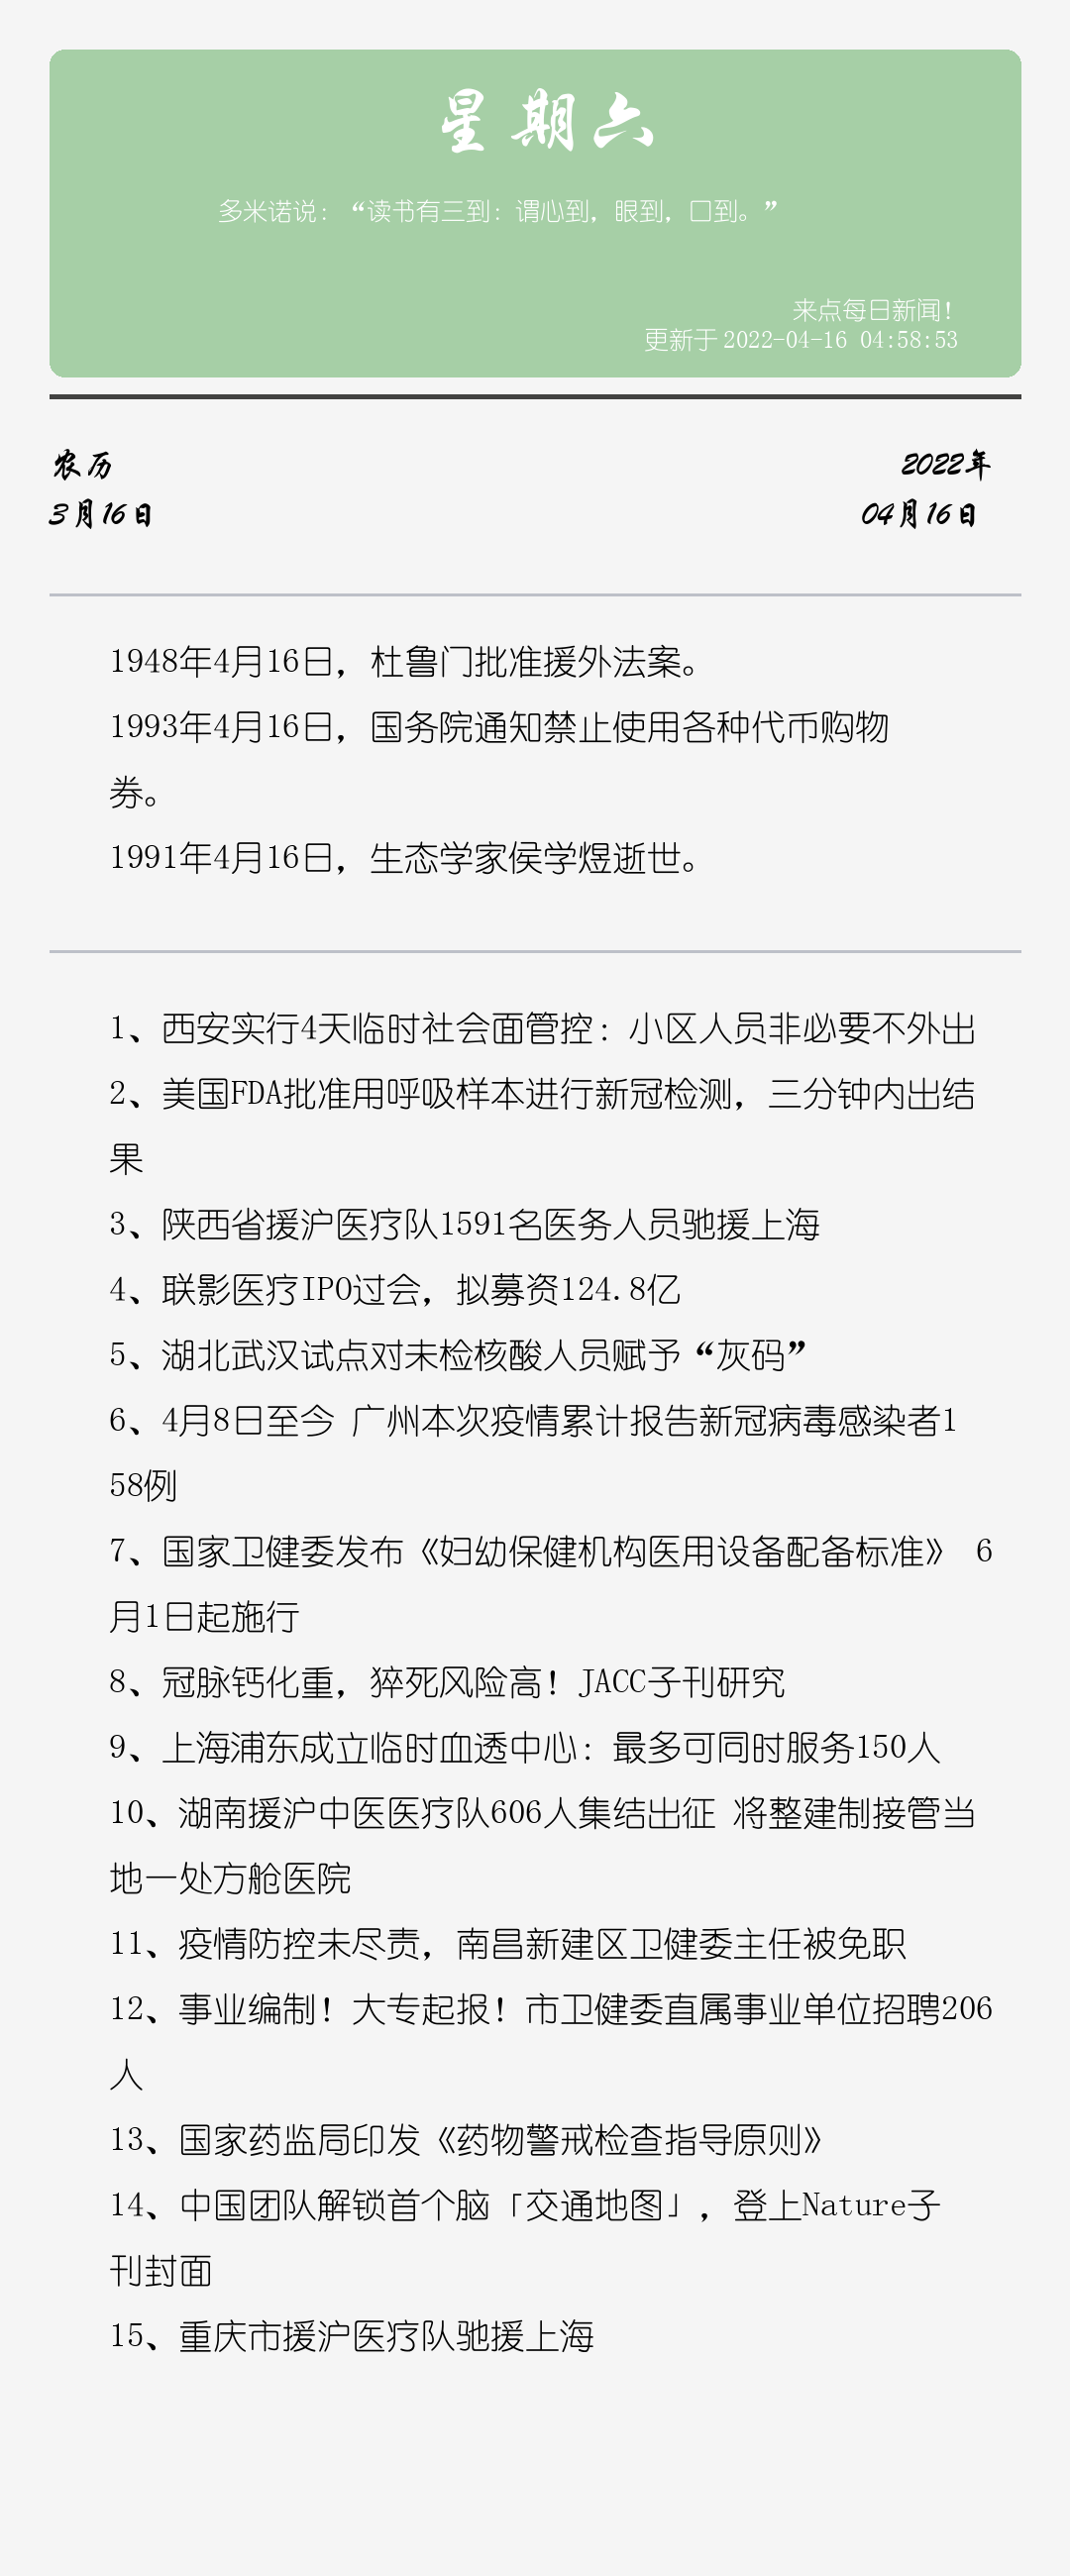 星期六
多米诺说：“读书有三到：谓心到，眼到，口到。”
来点每日新闻！
更新于 2022-04-16 04:58:53
农历
2022年
3月16日
04月16日
1948年4月16日，杜鲁门批准援外法案。
1993年4月16日，国务院通知禁止使用各种代币购物
券。
1991年4月16日，生态学家侯学煜逝世。
1、西安实行4天临时社会面管控：小区人员非必要不外出
2、美国FDA批准用呼吸样本进行新冠检测，三分钟内出结
果
3、陕西省援沪医疗队1591名医务人员驰援上海
4、联影医疗IPO过会，拟募资124.8亿
5、湖北武汉试点对未检核酸人员赋予“灰码”
6、4月8日至今 广州本次疫情累计报告新冠病毒感染者1
58例
7、国家卫健委发布《妇幼保健机构医用设备配备标准》 6
月1日起施行
8、冠脉钙化重，猝死风险高！JACC子刊研究
9、上海浦东成立临时血透中心：最多可同时服务150人
10、湖南援沪中医医疗队606人集结出征 将整建制接管当
地一处方舱医院
11、疫情防控未尽责，南昌新建区卫健委主任被免职
12、事业编制！大专起报！市卫健委直属事业单位招聘206
人
13、国家药监局印发《药物警戒检查指导原则》
14、中国团队解锁首个脑「交通地图」，登上Nature子
刊封面
15、重庆市援沪医疗队驰援上海